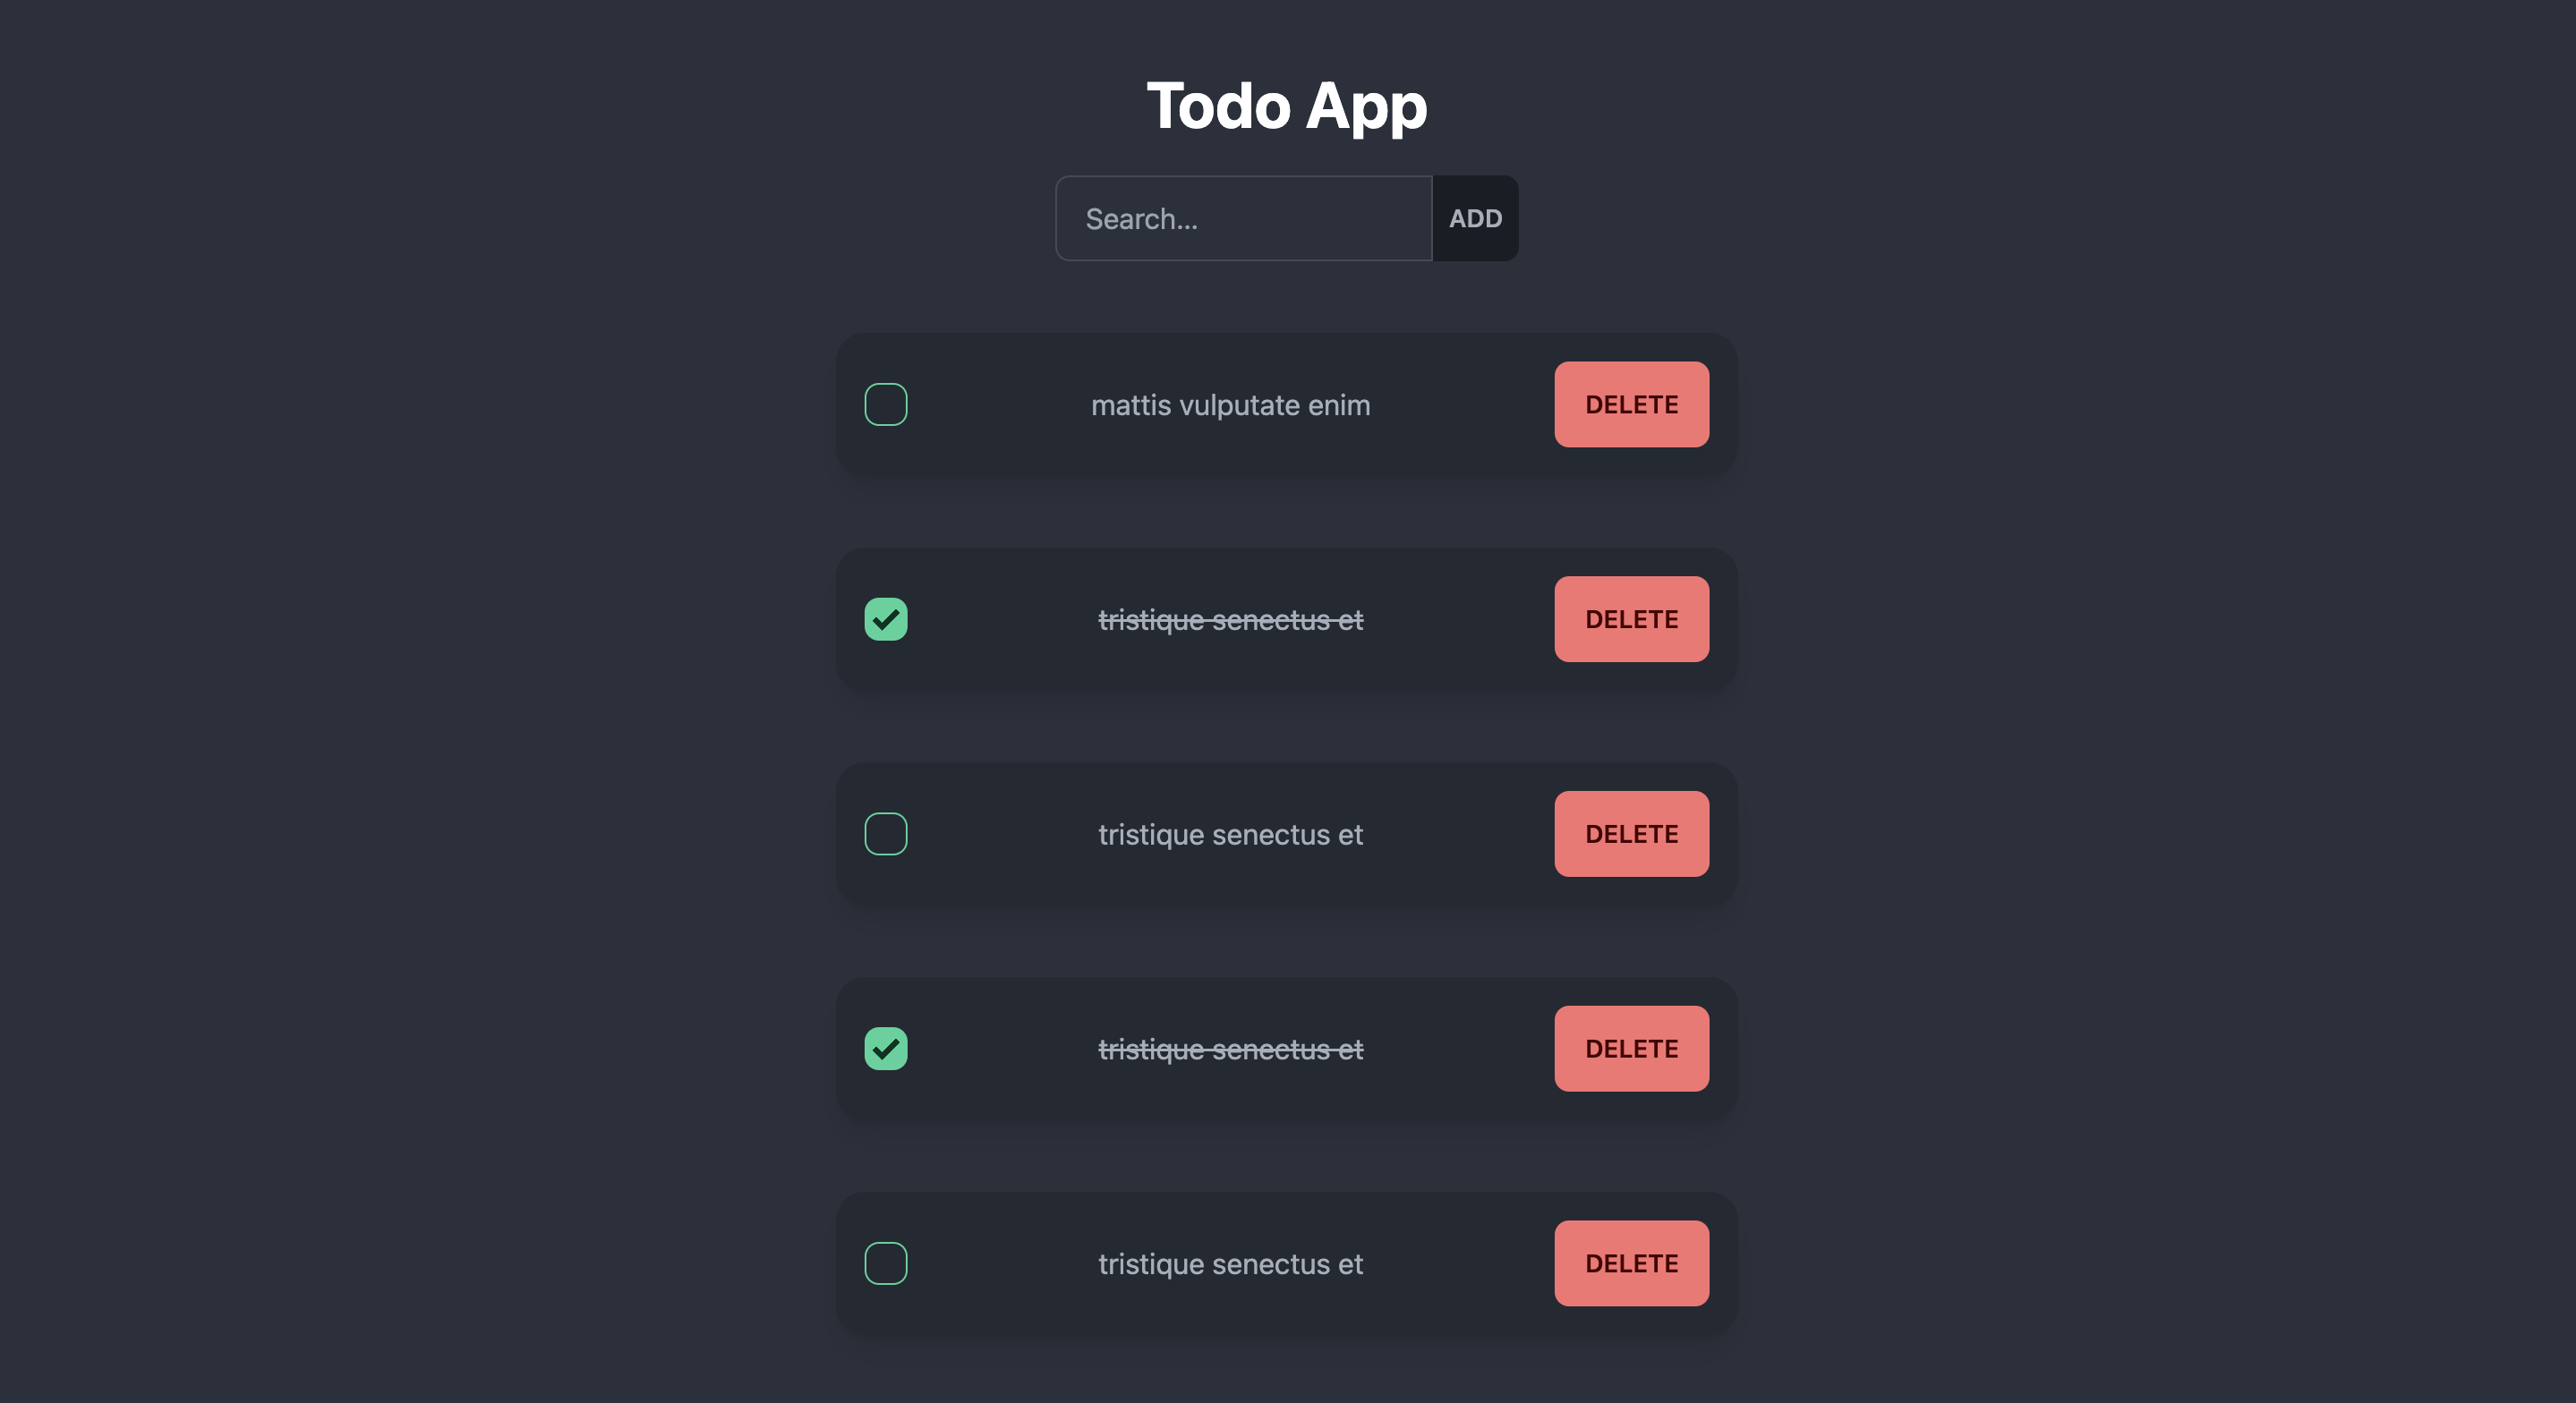 Todo App
Search...
ADD
mattis vulputate enim
DELETE
tristique senectus et
DELETE
tristique senectus et
DELETE
tristique senectus et
DELETE
tristique senectus et
DELETE